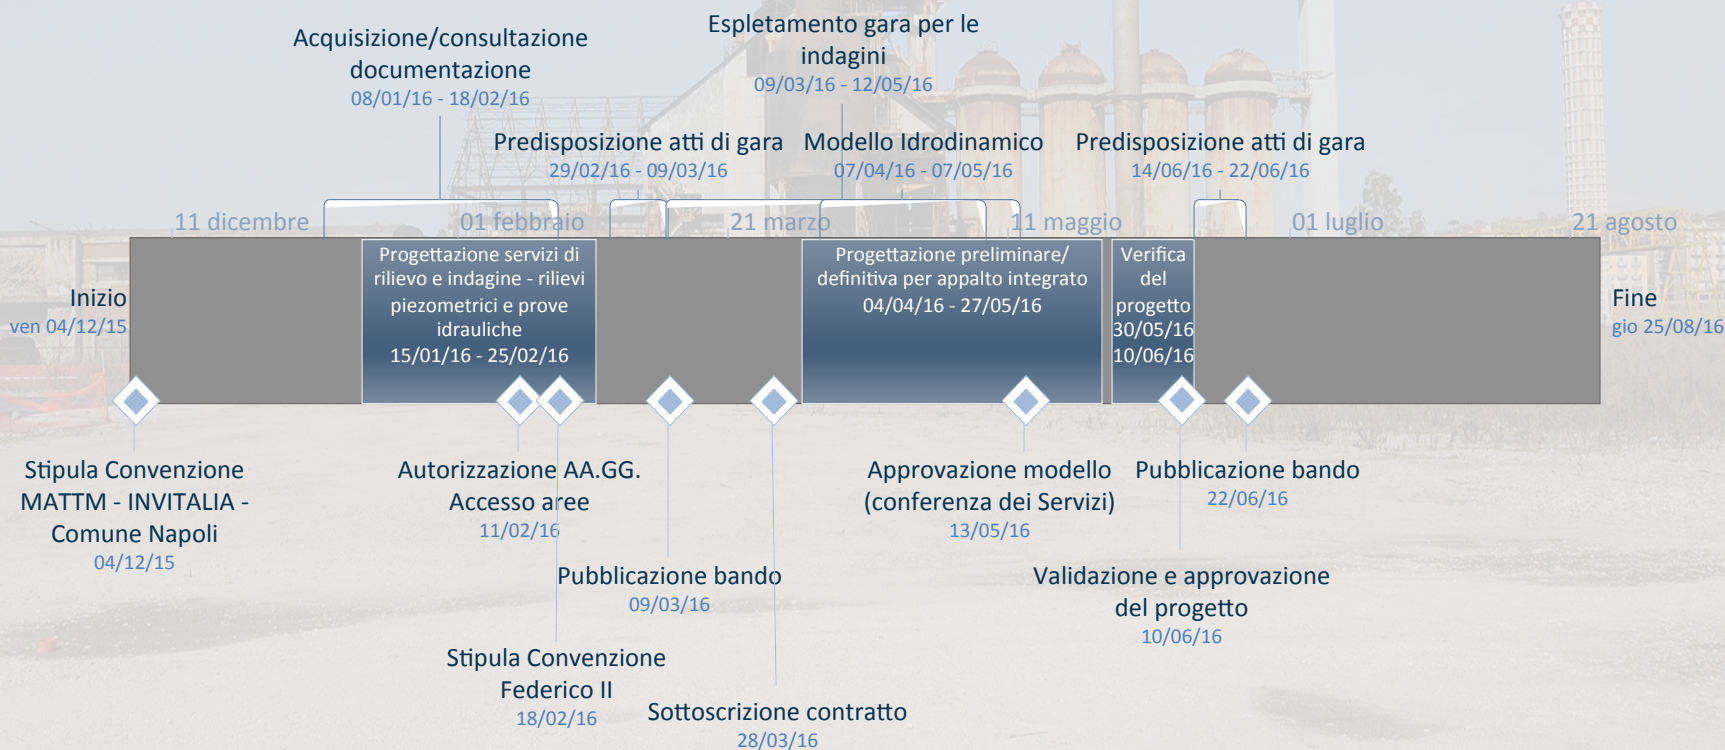 Acquisizione/consultazione
documentazione
08/01/16 - 18/02/16
Espletamento gara per le
indagini
09/03/16 - 12/05/16
Predisposizione atti di gara
29/02/16 - 09/03/16
Modello Idrodinamico
07/04/16 - 07/05/16
Predisposizione atti di gara
14/06/16 - 22/06/16
11 dicembre
01 febbraio
21 marzo
11 maggio
01 luglio
21 agosto
Inizio
ven 04/12/15
Progettazione servizi di
rilievo e indagine - rilievi
piezometrici e prove
idrauliche
15/01/16 - 25/02/16
Progettazione preliminare/
definitiva per appalto integrato
04/04/16 - 27/05/16
Verifica
del
progetto
30/05/16
10/06/16
Fine
gio 25/08/16
Stipula Convenzione
MATTM - INVITALIA -
Comune Napoli
04/12/15
Autorizzazione AA.GG.
Accesso aree
11/02/16
Approvazione modello
(conferenza dei Servizi)
13/05/16
Pubblicazione bando
22/06/16
Pubblicazione bando
09/03/16
Validazione e approvazione
del progetto
10/06/16
Stipula Convenzione
Federico II
18/02/16
Sottoscrizione contratto
28/03/16